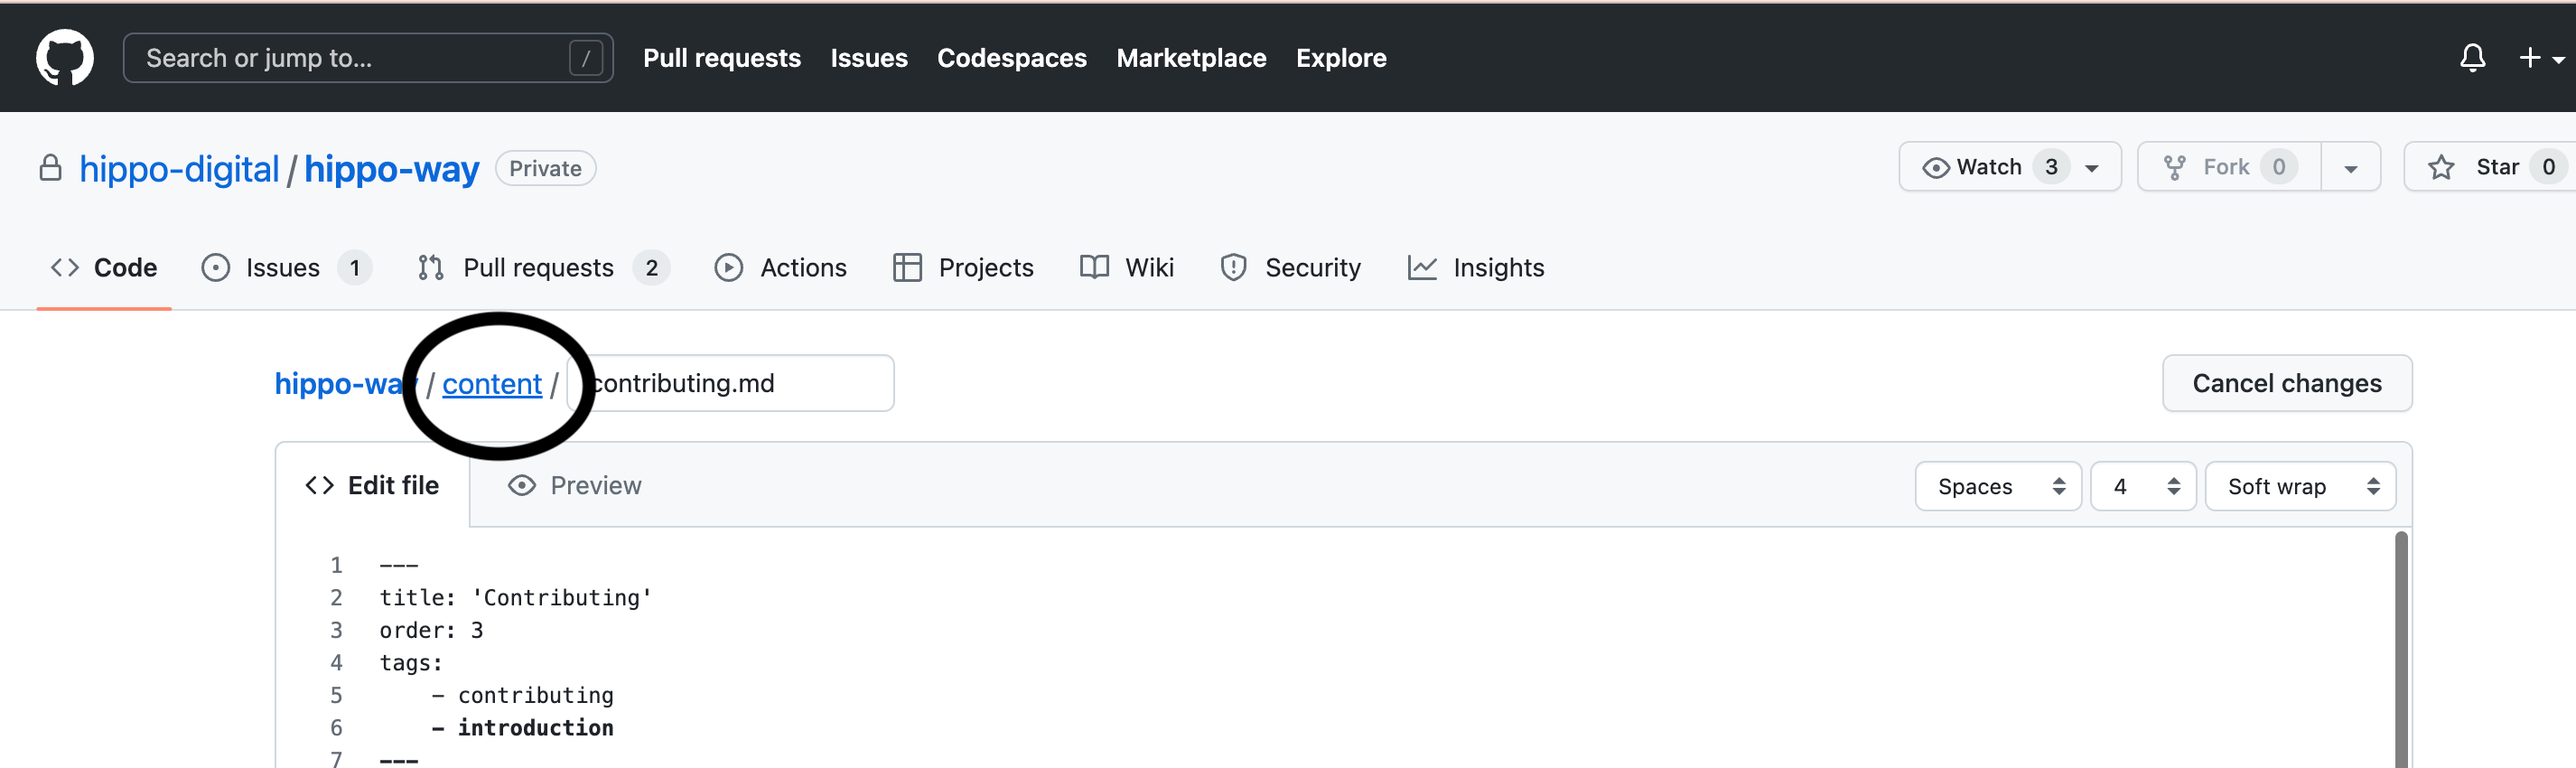 Search or jump to... / Pull requests Issues Codespaces Marketplace Explore
hippo-digital / hippo-way Private Watch 3 Fork 0 Star 0
Code Issues 1 Pull requests 2 Actions Projects Wiki Security Insights
hippo-way / content / contributing.md Cancel changes
Edit file Preview Spaces 4 Soft wrap
1 ---
2 title: 'Contributing'
3 order: 3
4 tags:
5 - contributing
6 - introduction
7 ---